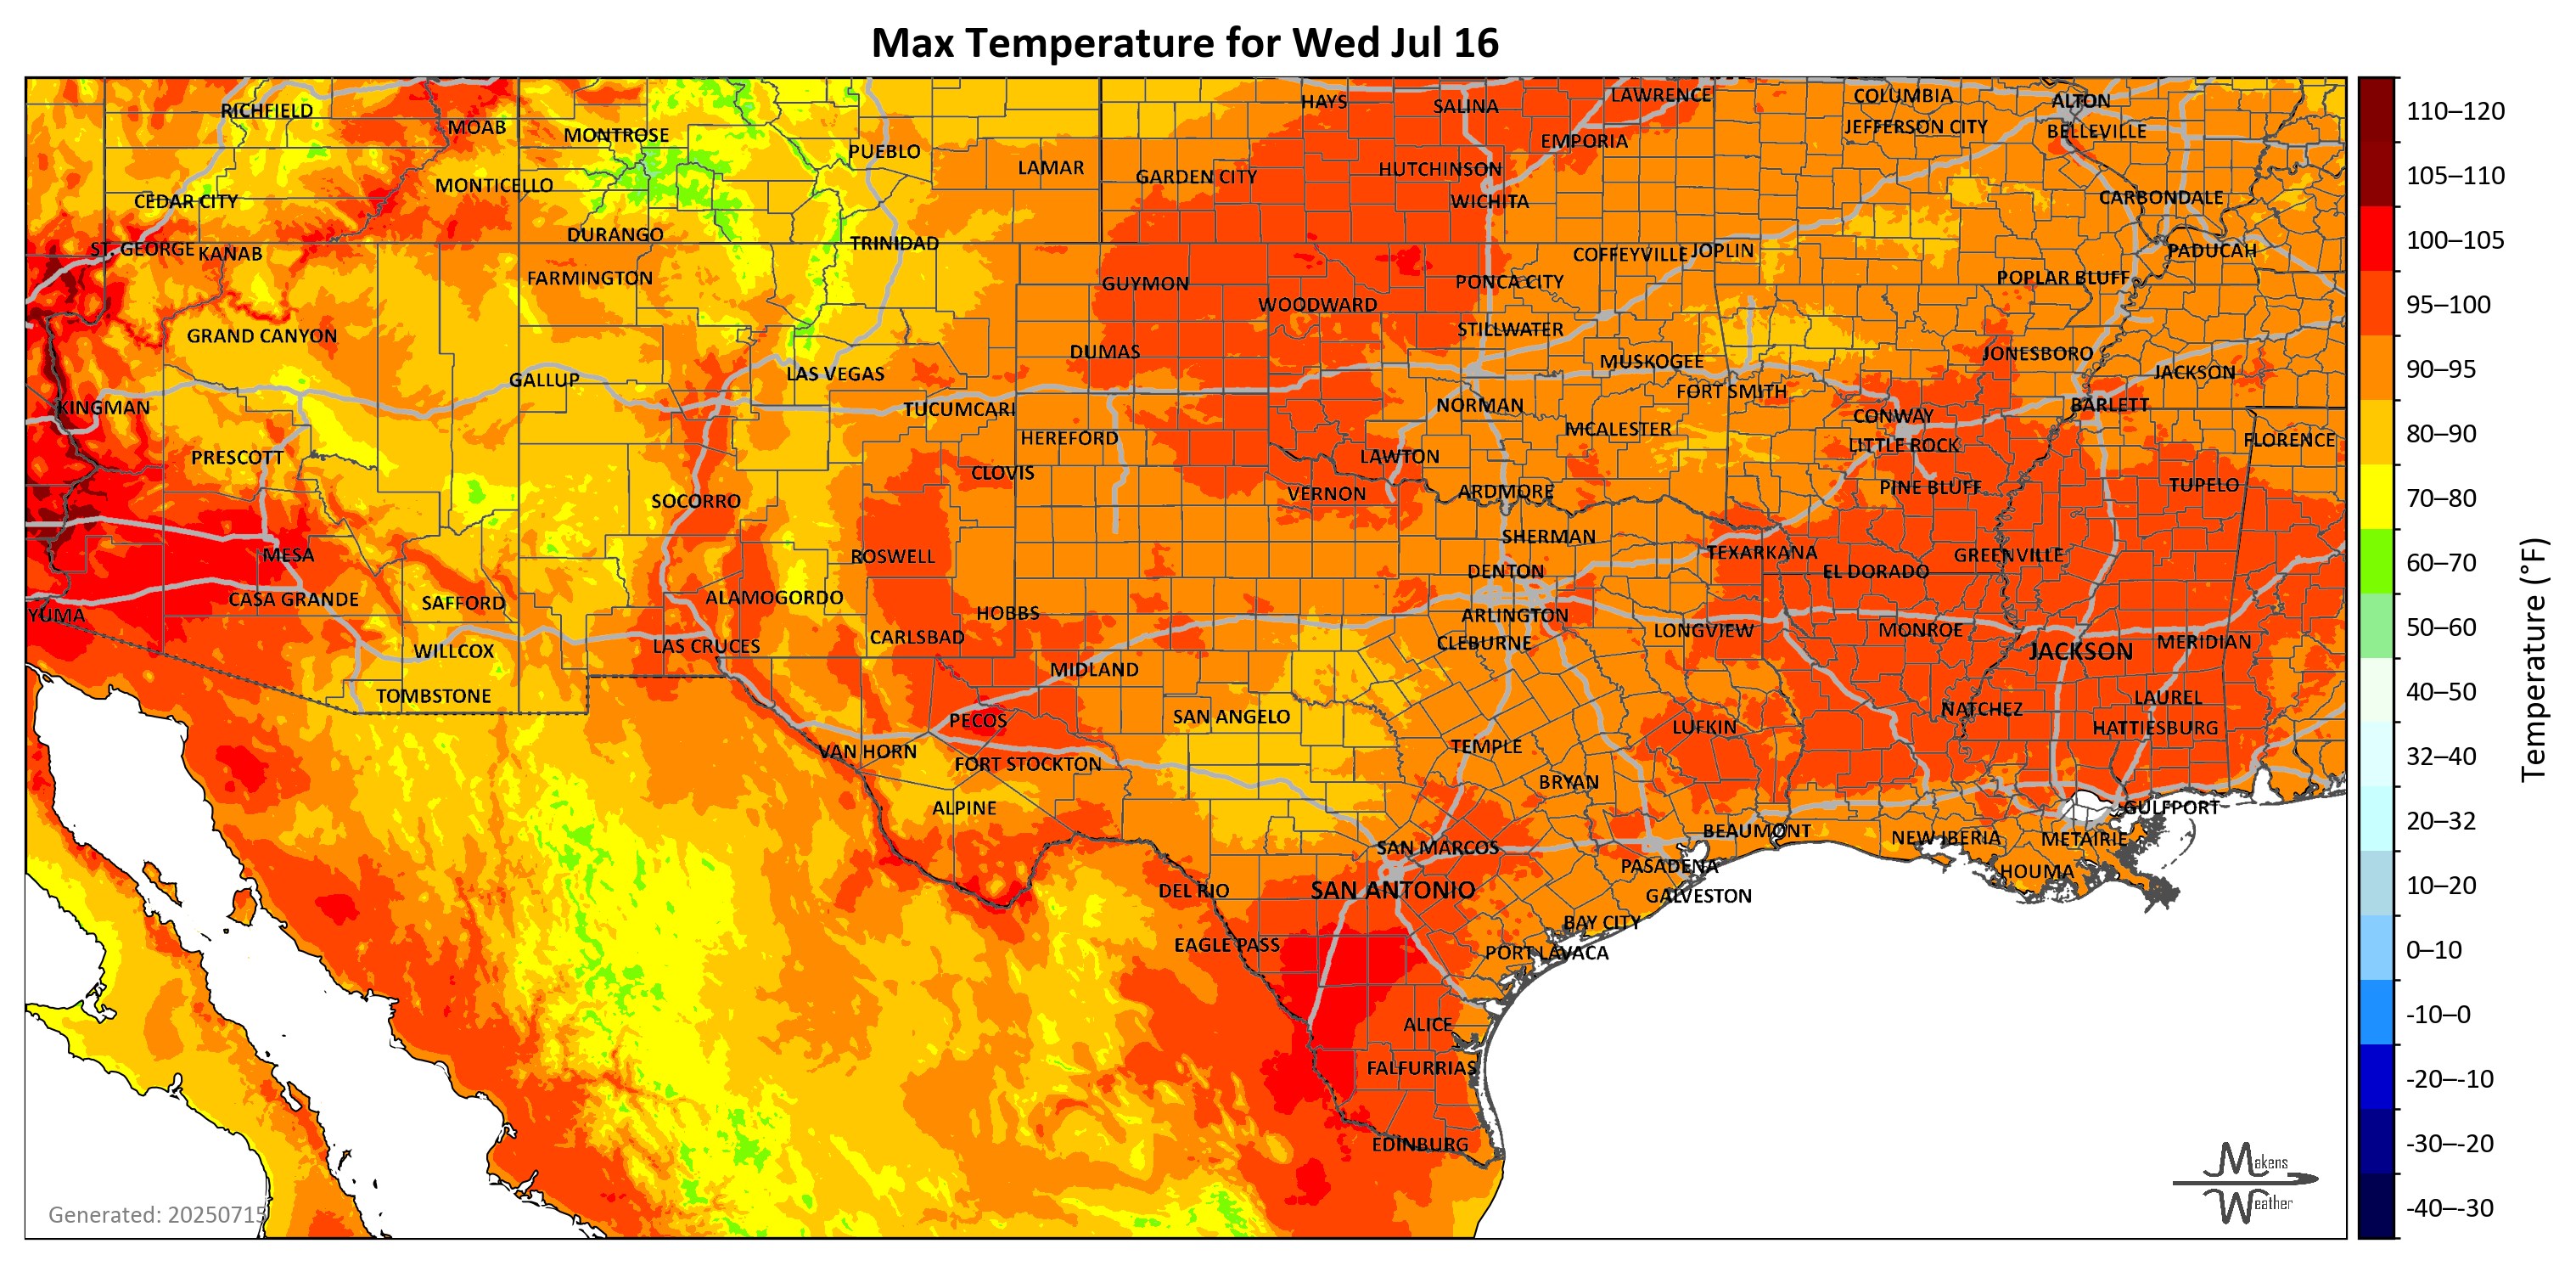 Max Temperature for Wed Jul 16
HAYS
SALINA
LAWRENCE
COLUMBIA
ALTON
RICHFIELD
MOAB
MONTROSE
PUEBLO
EMPORIA
JEFFERSON CITY
BELLEVILLE
LAMAR
GARDEN CITY
HUTCHINSON
MONTICELLO
CEDAR CITY
WICHITA
CARBONDALE
DURANGO
TRINIDAD
ST. GEORGE
KANAB
COFFEYVILLE
JOPLIN
PADUCAH
FARMINGTON
GUYMON
PONCA CITY
POPLAR BLUFF
WOODWARD
GRAND CANYON
STILLWATER
DUMAS
MUSKOGEE
JONESBORO
GALLUP
LAS VEGAS
FORT SMITH
JACKSON
KINGMAN
TUCUMCARI
NORMAN
CONWAY
BARLETT
HEREFORD
MCALESTER
LITTLE ROCK
FLORENCE
PRESCOTT
CLOVIS
LAWTON
SOCORRO
VERNON
ARDMORE
PINE BLUFF
TUPELO
MESA
ROSWELL
SHERMAN
TEXARKANA
GREENVILLE
DENTON
EL DORADO
YUMA
CASA GRANDE
SAFFORD
ALAMOGORDO
HOBBS
ARLINGTON
WILLCOX
LAS CRUCES
CARLSBAD
CLEBURNE
LONGVIEW
MONROE
JACKSON
MERIDIAN
MIDLAND
TOMBSTONE
PECOS
SAN ANGELO
LUFKIN
NATCHEZ
LAUREL
HATTIESBURG
VAN HORN
FORT STOCKTON
TEMPLE
BRYAN
ALPINE
GULFPORT
SAN MARCOS
BEAUMONT
NEW IBERIA
METAIRIE
DEL RIO
SAN ANTONIO
PASADENA
HOUMA
GALVESTON
EAGLE PASS
BAY CITY
PORT LAVACA
ALICE
FALFURRIAS
EDINBURG
Generated: 20250715
Makens
Weather
110–120
105–110
100–105
95–100
90–95
80–90
70–80
60–70
50–60
40–50
32–40
20–32
10–20
0–10
-10–0
-20–-10
-30–-20
-40–-30
Temperature (°F)